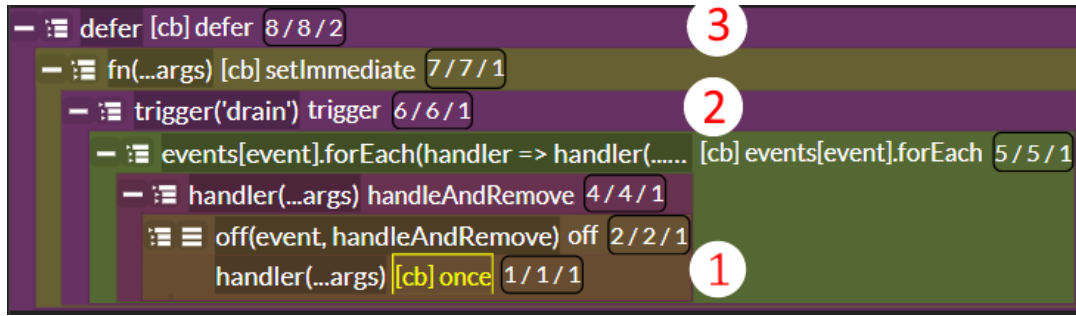 defer [cb] defer 8/8/2 3
fn(...args) [cb] setImmediate 7/7/1
trigger('drain') trigger 6/6/1 2
events[event].forEach(handler => handler(...... [cb] events[event].forEach 5/5/1
handler(...args) handleAndRemove 4/4/1
off(event, handleAndRemove) off 2/2/1
handler(...args) [cb] once 1/1/1 1